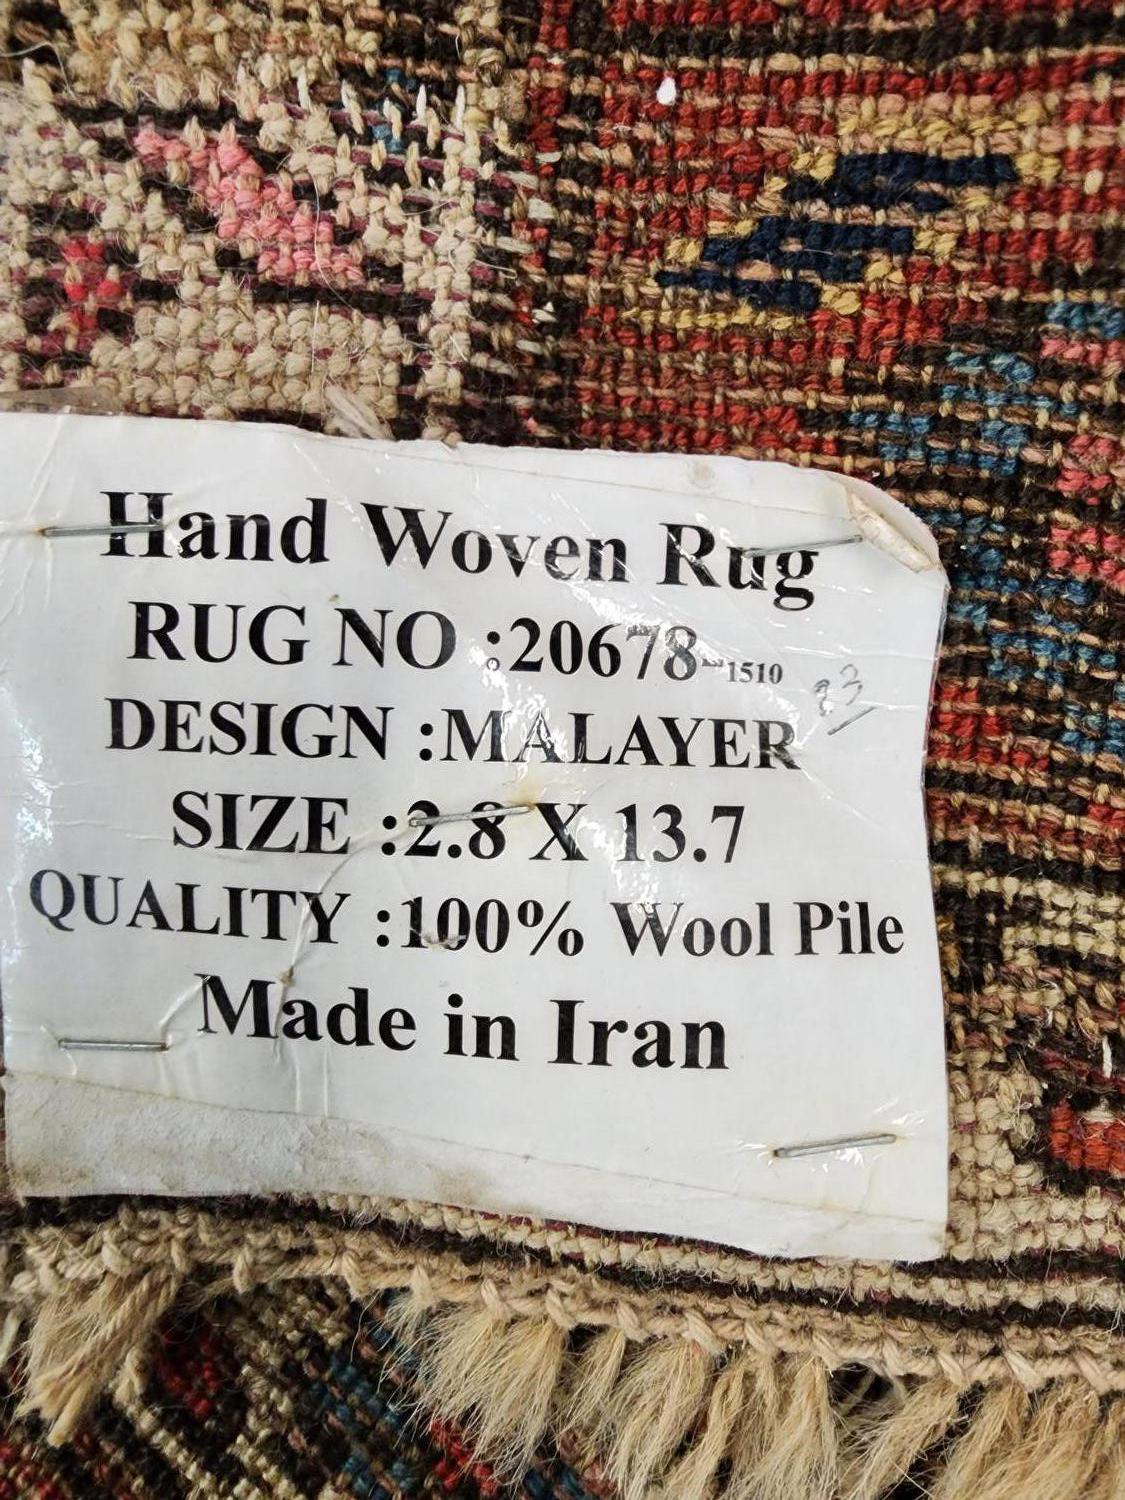 Hand Woven Rug
RUG NO :20678-1510
DESIGN :MALAYER
SIZE :2.8 X 13.7
QUALITY :100% Wool Pile
Made in Iran